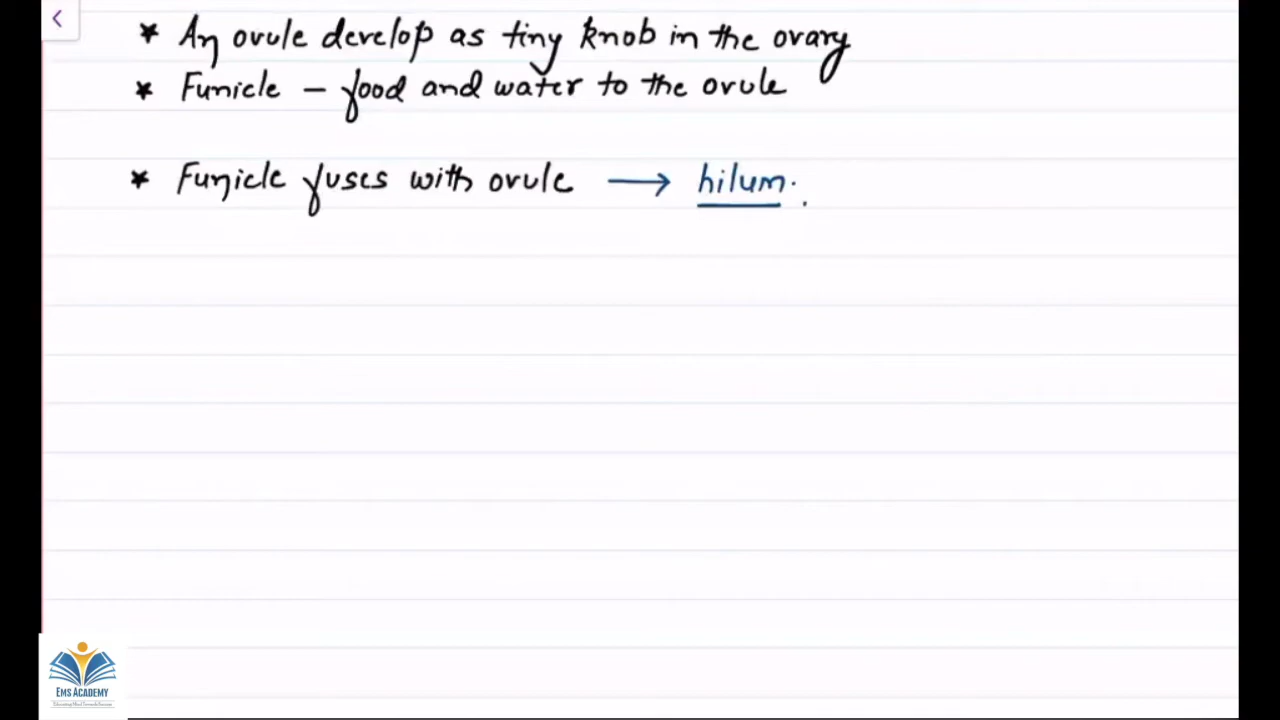 * An ovule develop as tiny knob in the ovary
* Funicle – food and water to the ovule
* Funicle fuses with ovule → hilum.
EMS ACADEMY